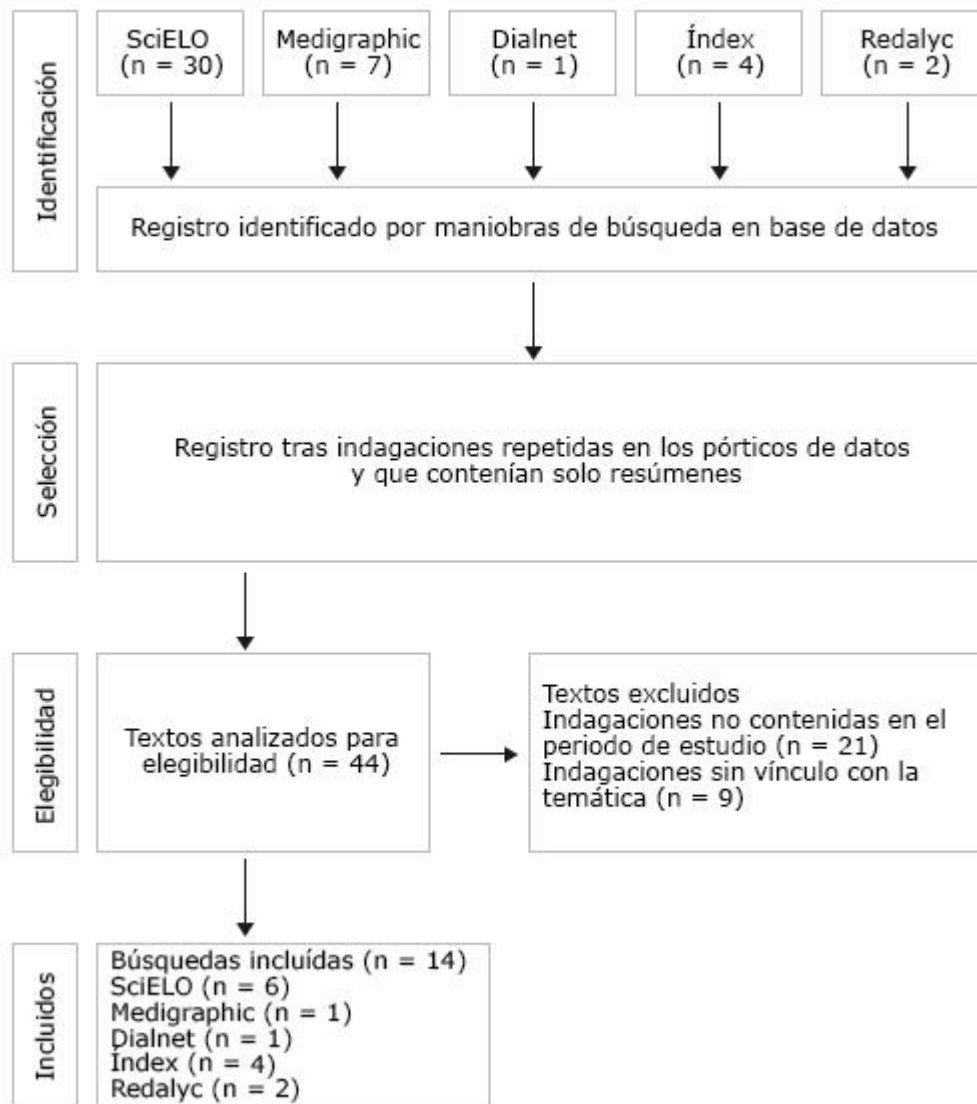 Identificación
SciELO
(n = 30)
Medigraphic
(n = 7)
Dialnet
(n = 1)
Índex
(n = 4)
Redalyc
(n = 2)
Registro identificado por maniobras de búsqueda en base de datos
Selección
Registro tras indagaciones repetidas en los pórticos de datos
y que contenían solo resúmenes
Elegibilidad
Textos analizados para
elegibilidad (n = 44)
Textos excluidos
Indagaciones no contenidas en el
periodo de estudio (n = 21)
Indagaciones sin vínculo con la
temática (n = 9)
Incluidos
Búsquedas incluídas (n = 14)
SciELO (n = 6)
Medigraphic (n = 1)
Dialnet (n = 1)
Índex (n = 4)
Redalyc (n = 2)